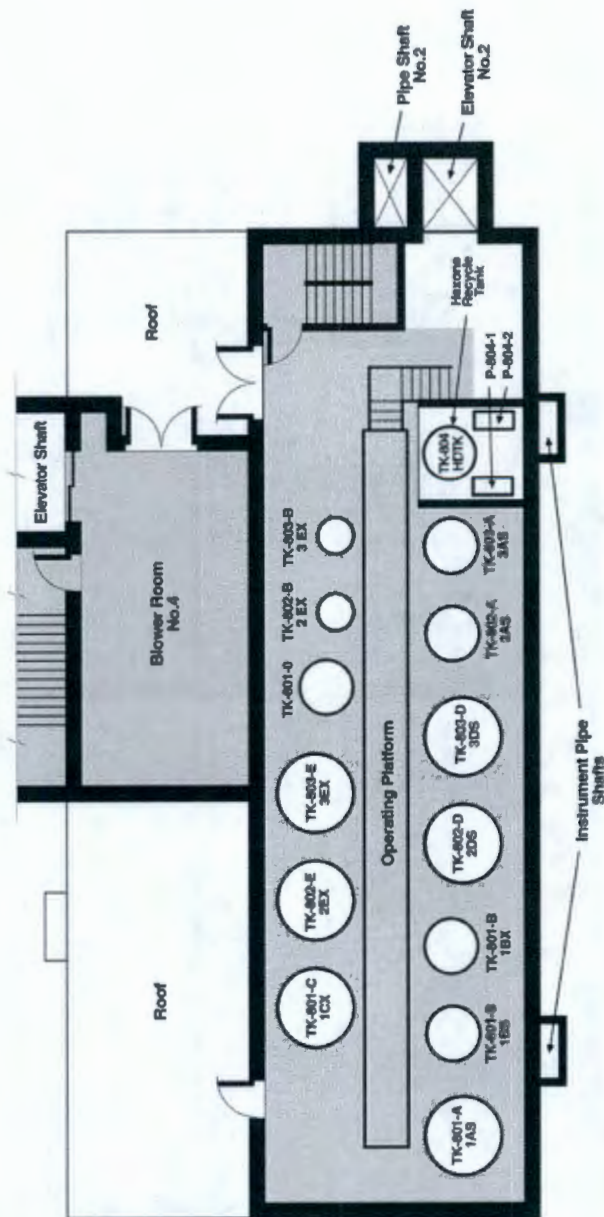 Pipe Shaft
No.2
Elevator Shaft
No.2
Roof
Hexone
Recycle
Tank
P-804-1
P-804-2
Elevator Shaft
Blower Room
No.4
TK-804
HDTK
TK-803-B
3 EX
TK-802-B
2 EX
TK-801-0
TK-803-E
3EX
TK-802-E
2EX
TK-801-C
1CX
Operating Platform
TK-803-A
3AS
TK-802-A
2AS
TK-803-D
3DS
TK-802-D
2DS
TK-801-B
1BX
TK-801-S
TK-801-A
1AS
Roof
Instrument Pipe
Shafts